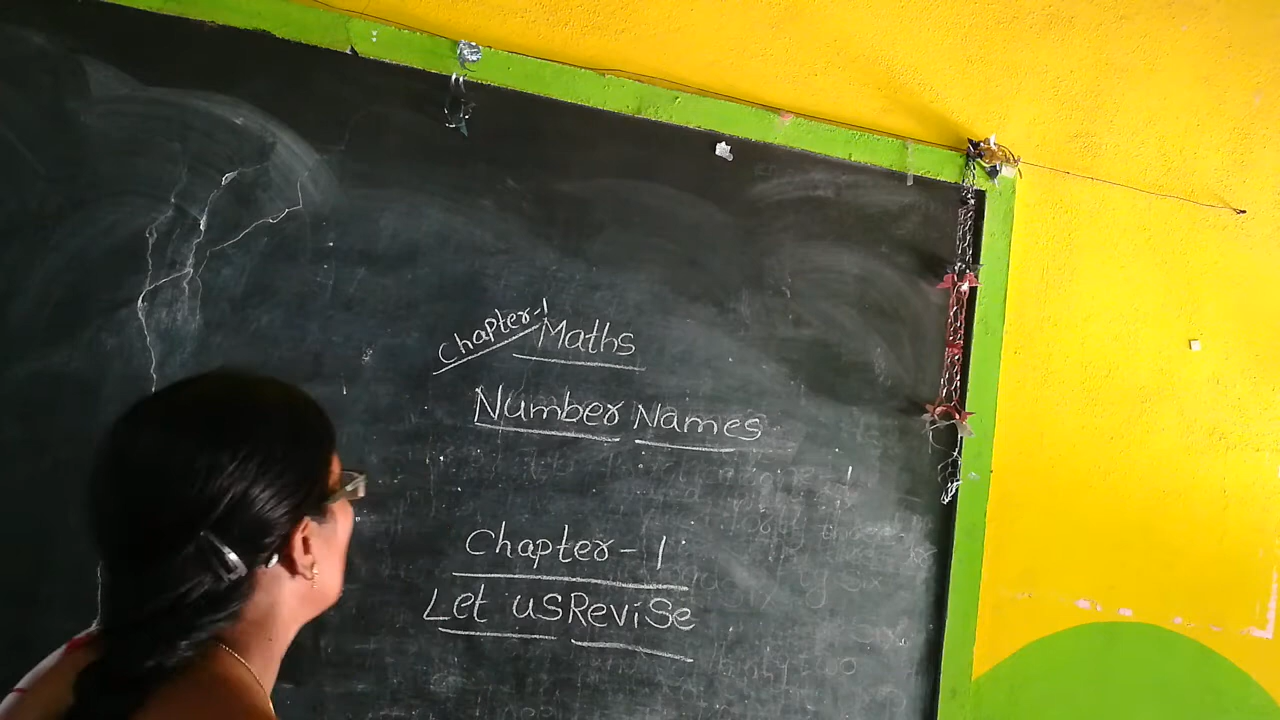 Chapter-1
Maths
Number Names
Chapter-1
Let us Revise